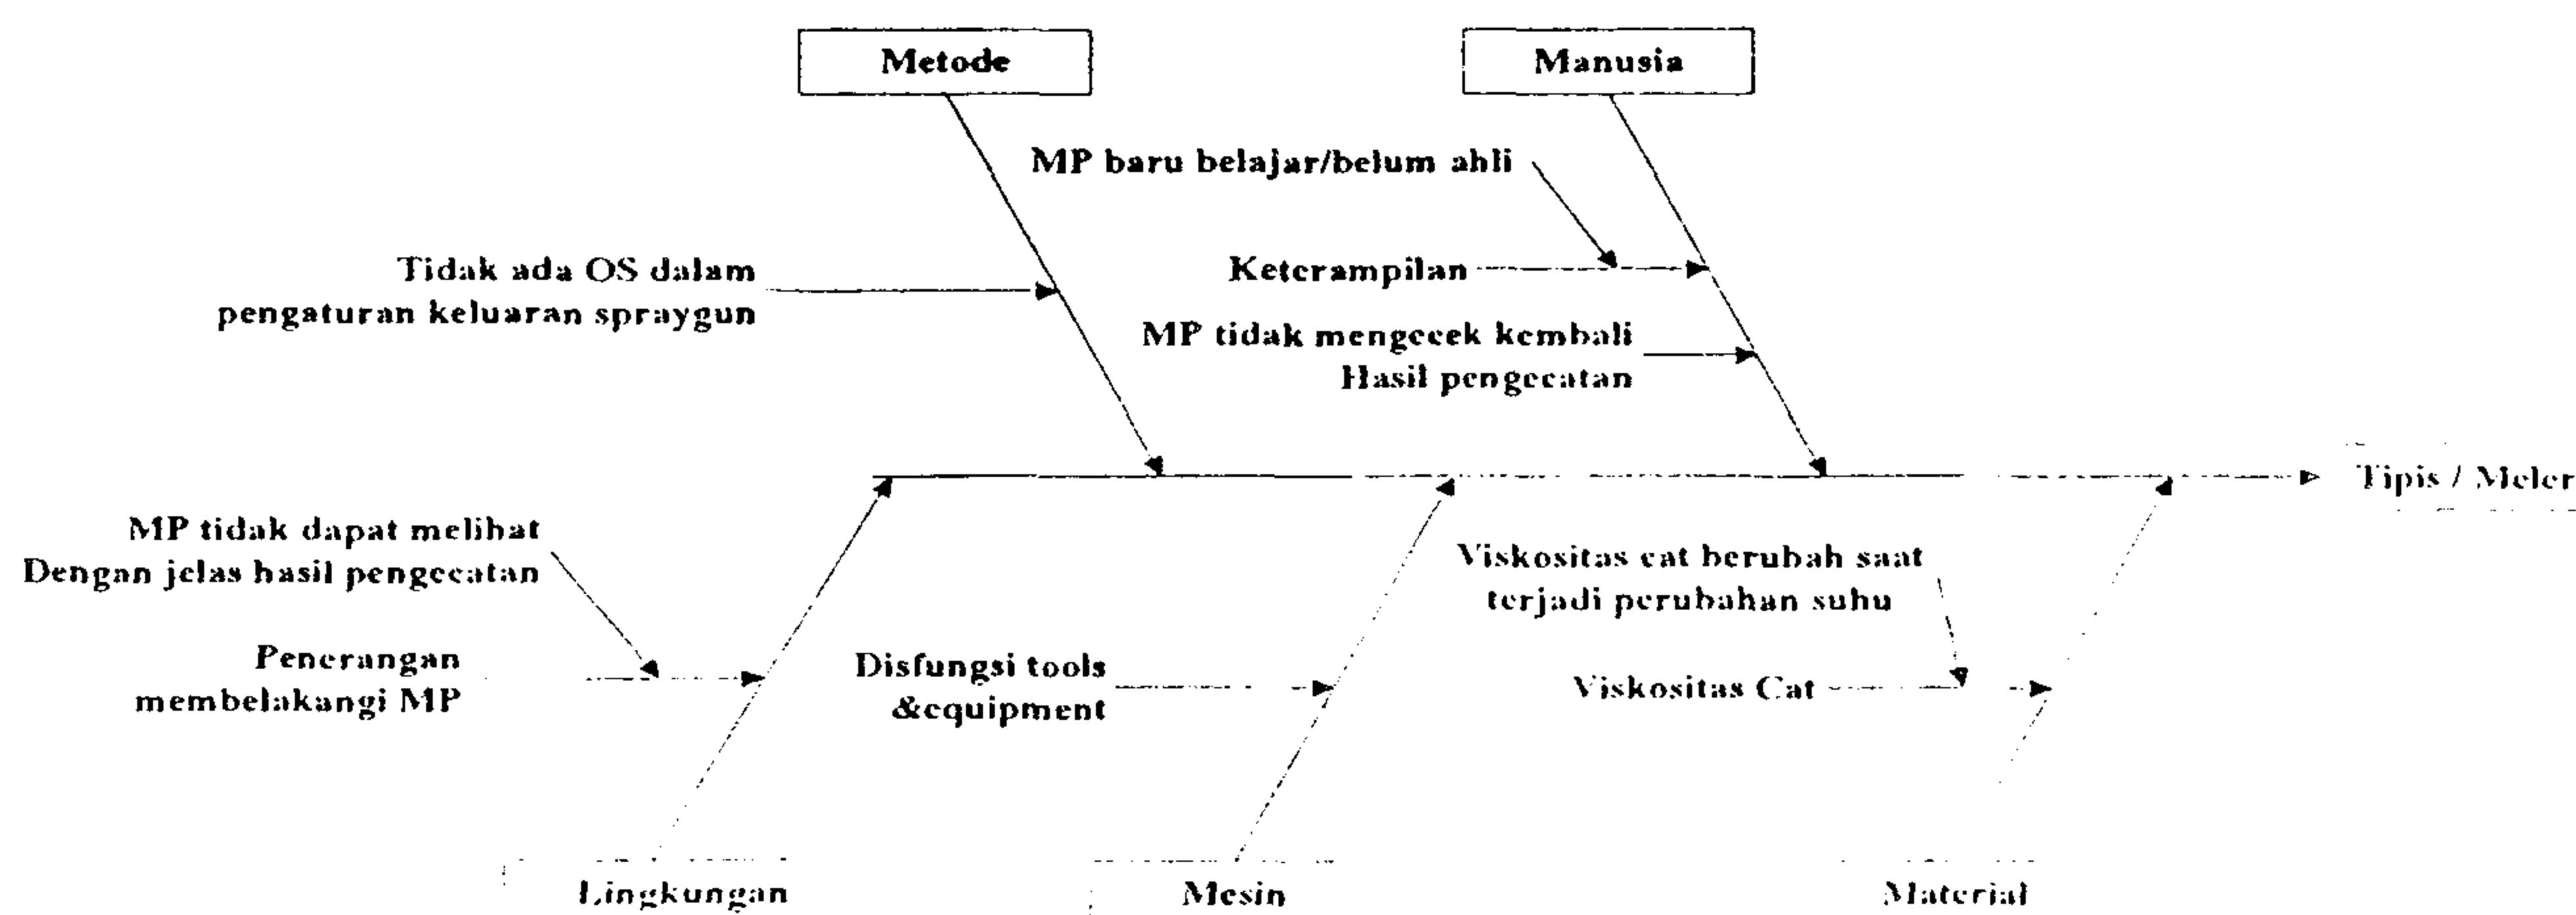 Metode
Manusia
MP baru belajar/belum ahli
Tidak ada OS dalam
pengaturan keluaran spraygun
Keterampilan
MP tidak mengecek kembali
Hasil pengecatan
Tipis / Meler
MP tidak dapat melihat
Dengan jelas hasil pengecatan
Viskositas cat berubah saat
terjadi perubahan suhu
Penerangan
membelakangi MP
Disfungsi tools
&equipment
Viskositas Cat
Lingkungan
Mesin
Material